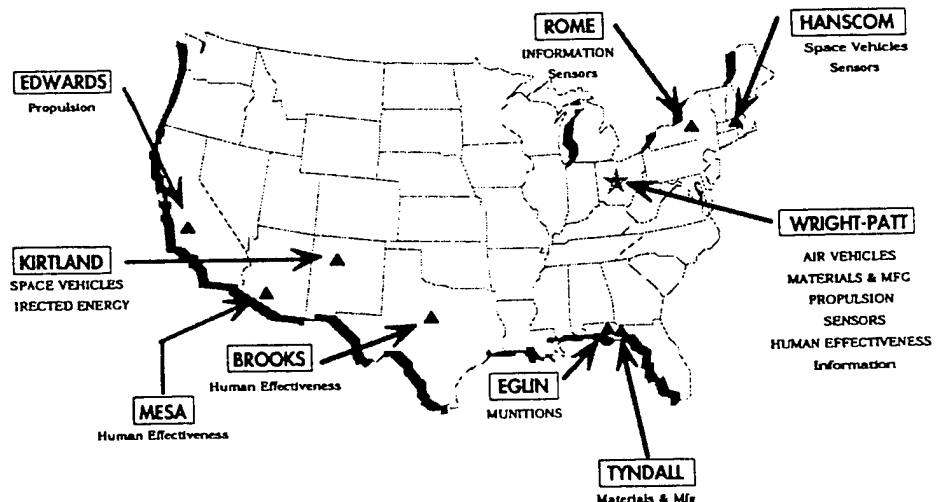 ROME
INFORMATION
Sensors
HANSCOM
Space Vehicles
Sensors
EDWARDS
Propulsion
WRIGHT-PATT
AIR VEHICLES
MATERIALS & MFG
PROPULSION
SENSORS
HUMAN EFFECTIVENESS
Information
KIRTLAND
SPACE VEHICLES
IRECTED ENERGY
BROOKS
Human Effectiveness
EGLIN
MUNITIONS
MESA
Human Effectiveness
TYNDALL
Materials & Mfg